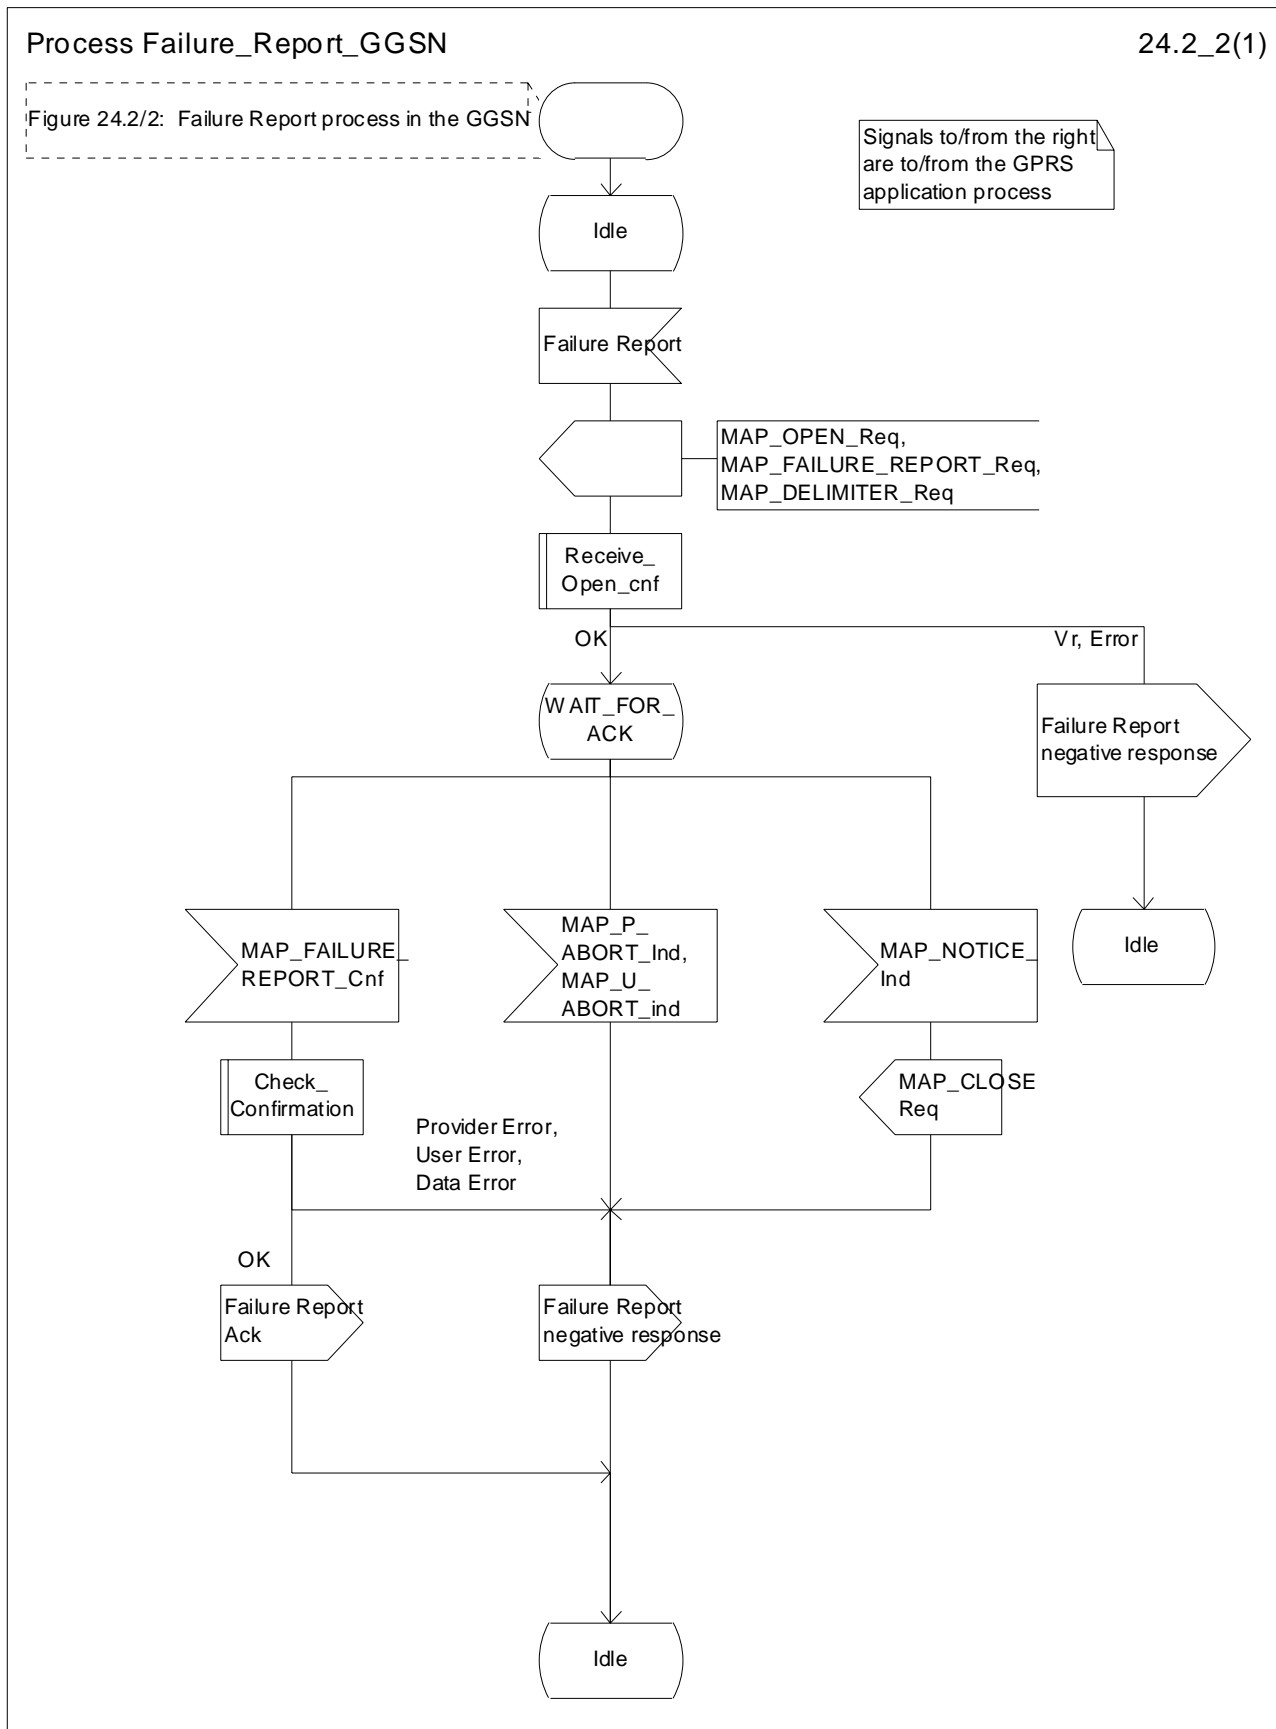 Process Failure_Report_GGSN
24.2_2(1)
Figure 24.2/2: Failure Report process in the GGSN
Signals to/from the right
are to/from the GPRS
application process
Idle
Failure Report
MAP_OPEN_Req,
MAP_FAILURE_REPORT_Req,
MAP_DELIMITER_Req
Receive_
Open_cnf
OK
Vr, Error
WAIT_FOR_
ACK
Failure Report
negative response
Idle
MAP_FAILURE_
REPORT_Cnf
MAP_P_
ABORT_Ind,
MAP_U_
ABORT_ind
MAP_NOTICE_
Ind
Check_
Confirmation
MAP_CLOSE
Req
Provider Error,
User Error,
Data Error
OK
Failure Report
Ack
Failure Report
negative response
Idle